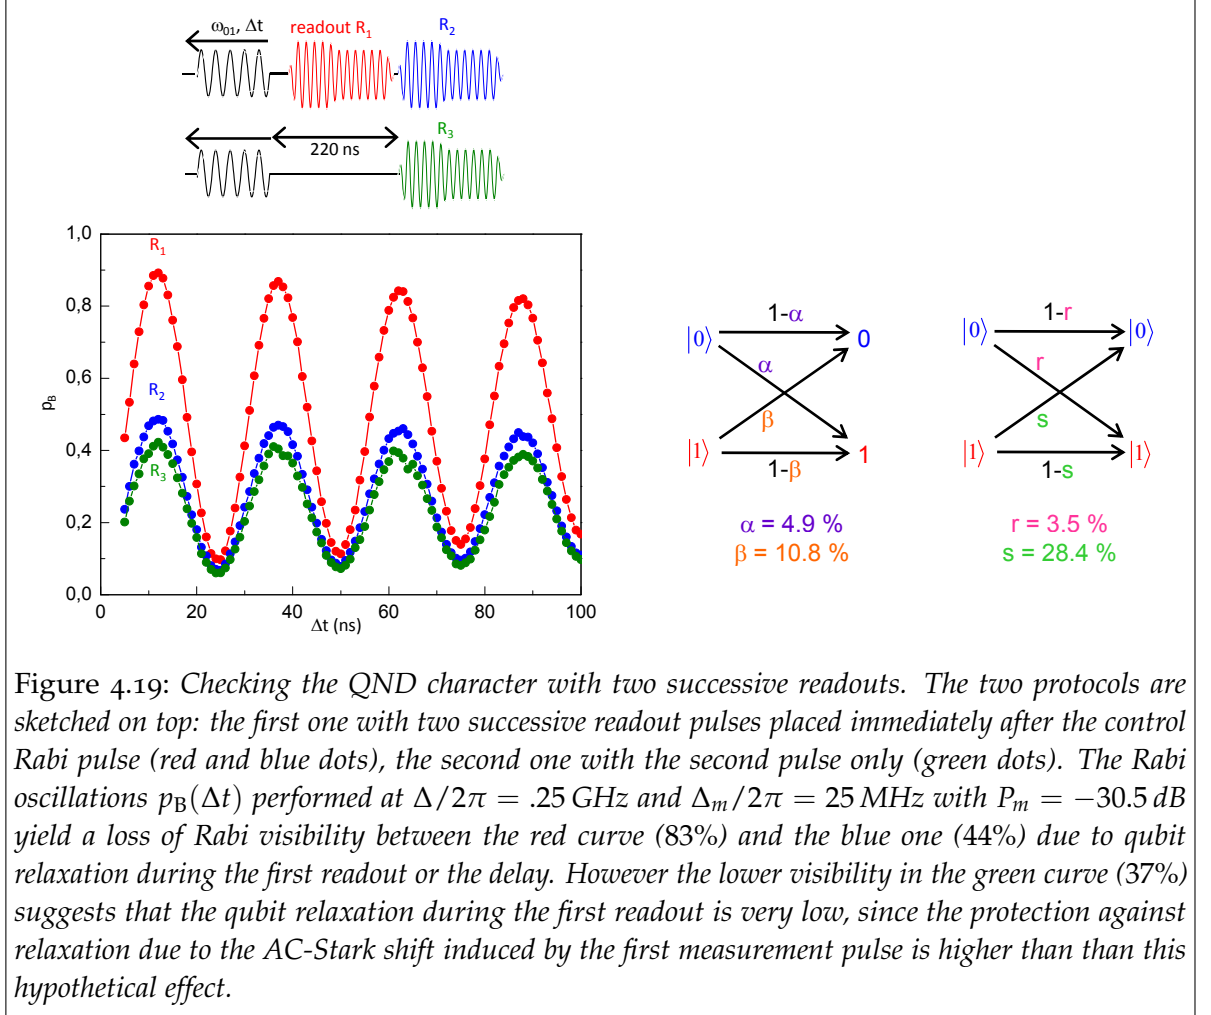 ω01, Δt
readout R1
R2
R3
220 ns
1,0
0,8
0,6
0,4
0,2
0,0
pB
R1
R2
R3
0 20 40 60 80 100
Δt (ns)
1-α
|0⟩ 0
α
β
|1⟩ 1
1-β
α = 4.9 %
β = 10.8 %
1-r
|0⟩ |0⟩
r
s
|1⟩ |1⟩
1-s
r = 3.5 %
s = 28.4 %
Figure 4.19: Checking the QND character with two successive readouts. The two protocols are
sketched on top: the first one with two successive readout pulses placed immediately after the control
Rabi pulse (red and blue dots), the second one with the second pulse only (green dots). The Rabi
oscillations pB(Δt) performed at Δ/2π = .25 GHz and Δm/2π = 25 MHz with Pm = −30.5 dB
yield a loss of Rabi visibility between the red curve (83%) and the blue one (44%) due to qubit
relaxation during the first readout or the delay. However the lower visibility in the green curve (37%)
suggests that the qubit relaxation during the first readout is very low, since the protection against
relaxation due to the AC-Stark shift induced by the first measurement pulse is higher than than this
hypothetical effect.